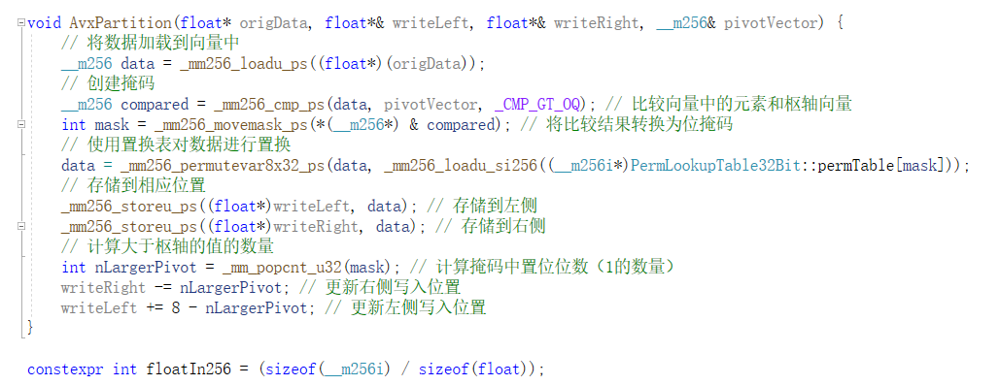 void AvxPartition(float* origData, float*& writeLeft, float*& writeRight, __m256& pivotVector) {
// 将数据加载到向量中
__m256 data = _mm256_loadu_ps((float*)(origData));
// 创建掩码
__m256 compared = _mm256_cmp_ps(data, pivotVector, _CMP_GT_OQ); // 比较向量中的元素和枢轴向量
int mask = _mm256_movemask_ps(*(__m256*) & compared); // 将比较结果转换为位掩码
// 使用置换表对数据进行置换
data = _mm256_permutevar8x32_ps(data, _mm256_loadu_si256((__m256i*)PermLookupTable32Bit::permTable[mask]));
// 存储到相应位置
_mm256_storeu_ps((float*)writeLeft, data); // 存储到左侧
_mm256_storeu_ps((float*)writeRight, data); // 存储到右侧
// 计算大于枢轴的值的数量
int nLargerPivot = _mm_popcnt_u32(mask); // 计算掩码中置位位数（1的数量）
writeRight -= nLargerPivot; // 更新右侧写入位置
writeLeft += 8 - nLargerPivot; // 更新左侧写入位置
}
constexpr int floatIn256 = (sizeof(__m256i) / sizeof(float));